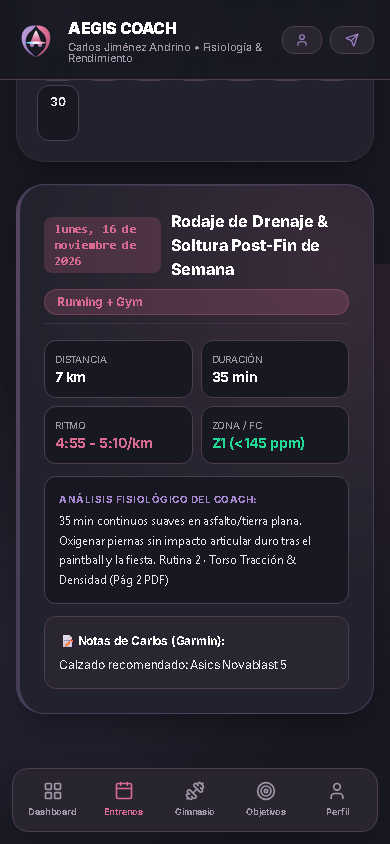 AEGIS COACH
Carlos Jiménez Andrino • Fisiología &
Rendimiento
30
lunes, 16 de
noviembre de
2026
Rodaje de Drenaje &
Soltura Post-Fin de
Semana
Running + Gym
DISTANCIA
7 km
DURACIÓN
35 min
RITMO
4:55 - 5:10/km
ZONA / FC
Z1 (<145 ppm)
ANÁLISIS FISIOLÓGICO DEL COACH:
35 min continuos suaves en asfalto/tierra plana.
Oxigenar piernas sin impacto articular duro tras el
paintball y la fiesta. Rutina 2 · Torso Tracción &
Densidad (Pág 2 PDF)
📝 Notas de Carlos (Garmin):
Calzado recomendado: Asics Novablast 5
Dashboard
Entrenos
Gimnasio
Objetivos
Perfil